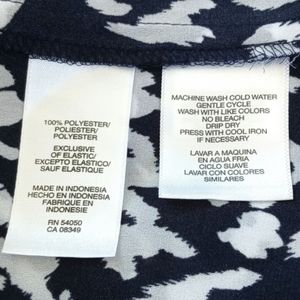 100% POLYESTER/
POLIESTER/
POLYESTER
EXCLUSIVE
OF ELASTIC/
EXCEPTO ELASTICO/
SAUF ELASTIQUE
MADE IN INDONESIA
HECHO EN INDONESIA
FABRIQUE EN
INDONESIE
RN 54050
CA 08349
MACHINE WASH COLD WATER
GENTLE CYCLE
WASH WITH LIKE COLORS
NO BLEACH
DRIP DRY
PRESS WITH COOL IRON
IF NECESSARY
LAVAR A MAQUINA
EN AGUA FRIA
CICLO SUAVE
LAVAR CON COLORES
SIMILARES